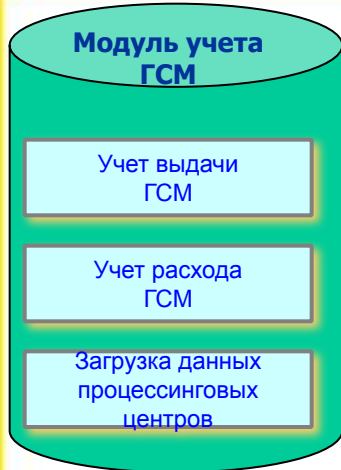 Модуль учета
ГСМ
Учет выдачи
ГСМ
Учет расхода
ГСМ
Загрузка данных
процессинговых
центров